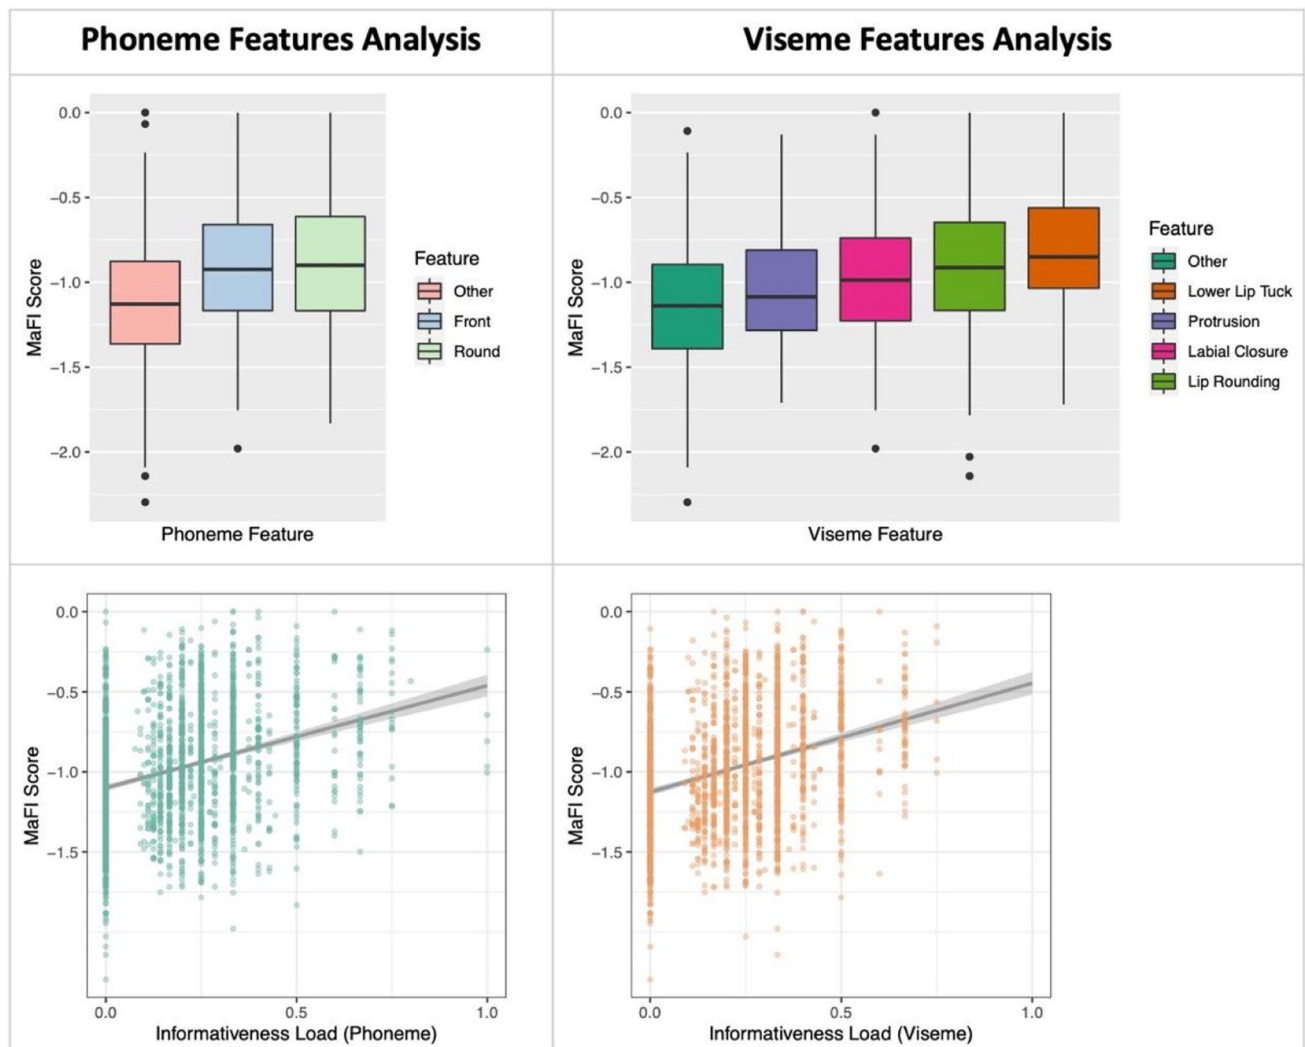 Phoneme Features Analysis
Viseme Features Analysis
0.0
−0.5
−1.0
−1.5
−2.0
MaFI Score
Phoneme Feature
Feature
Other
Front
Round
0.0
−0.5
−1.0
−1.5
−2.0
MaFI Score
Viseme Feature
Feature
Other
Lower Lip Tuck
Protrusion
Labial Closure
Lip Rounding
0.0
−0.5
−1.0
−1.5
MaFI Score
0.0 0.5 1.0
Informativeness Load (Phoneme)
0.0
−0.5
−1.0
−1.5
MaFI Score
0.0 0.5 1.0
Informativeness Load (Viseme)